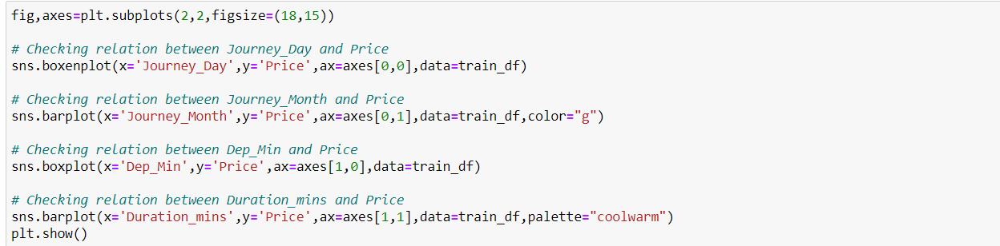 fig,axes=plt.subplots(2,2,figsize=(18,15))
# Checking relation between Journey_Day and Price
sns.boxenplot(x='Journey_Day',y='Price',ax=axes[0,0],data=train_df)
# Checking relation between Journey_Month and Price
sns.barplot(x='Journey_Month',y='Price',ax=axes[0,1],data=train_df,color="g")
# Checking relation between Dep_Min and Price
sns.boxplot(x='Dep_Min',y='Price',ax=axes[1,0],data=train_df)
# Checking relation between Duration_mins and Price
sns.barplot(x='Duration_mins',y='Price',ax=axes[1,1],data=train_df,palette="coolwarm")
plt.show()